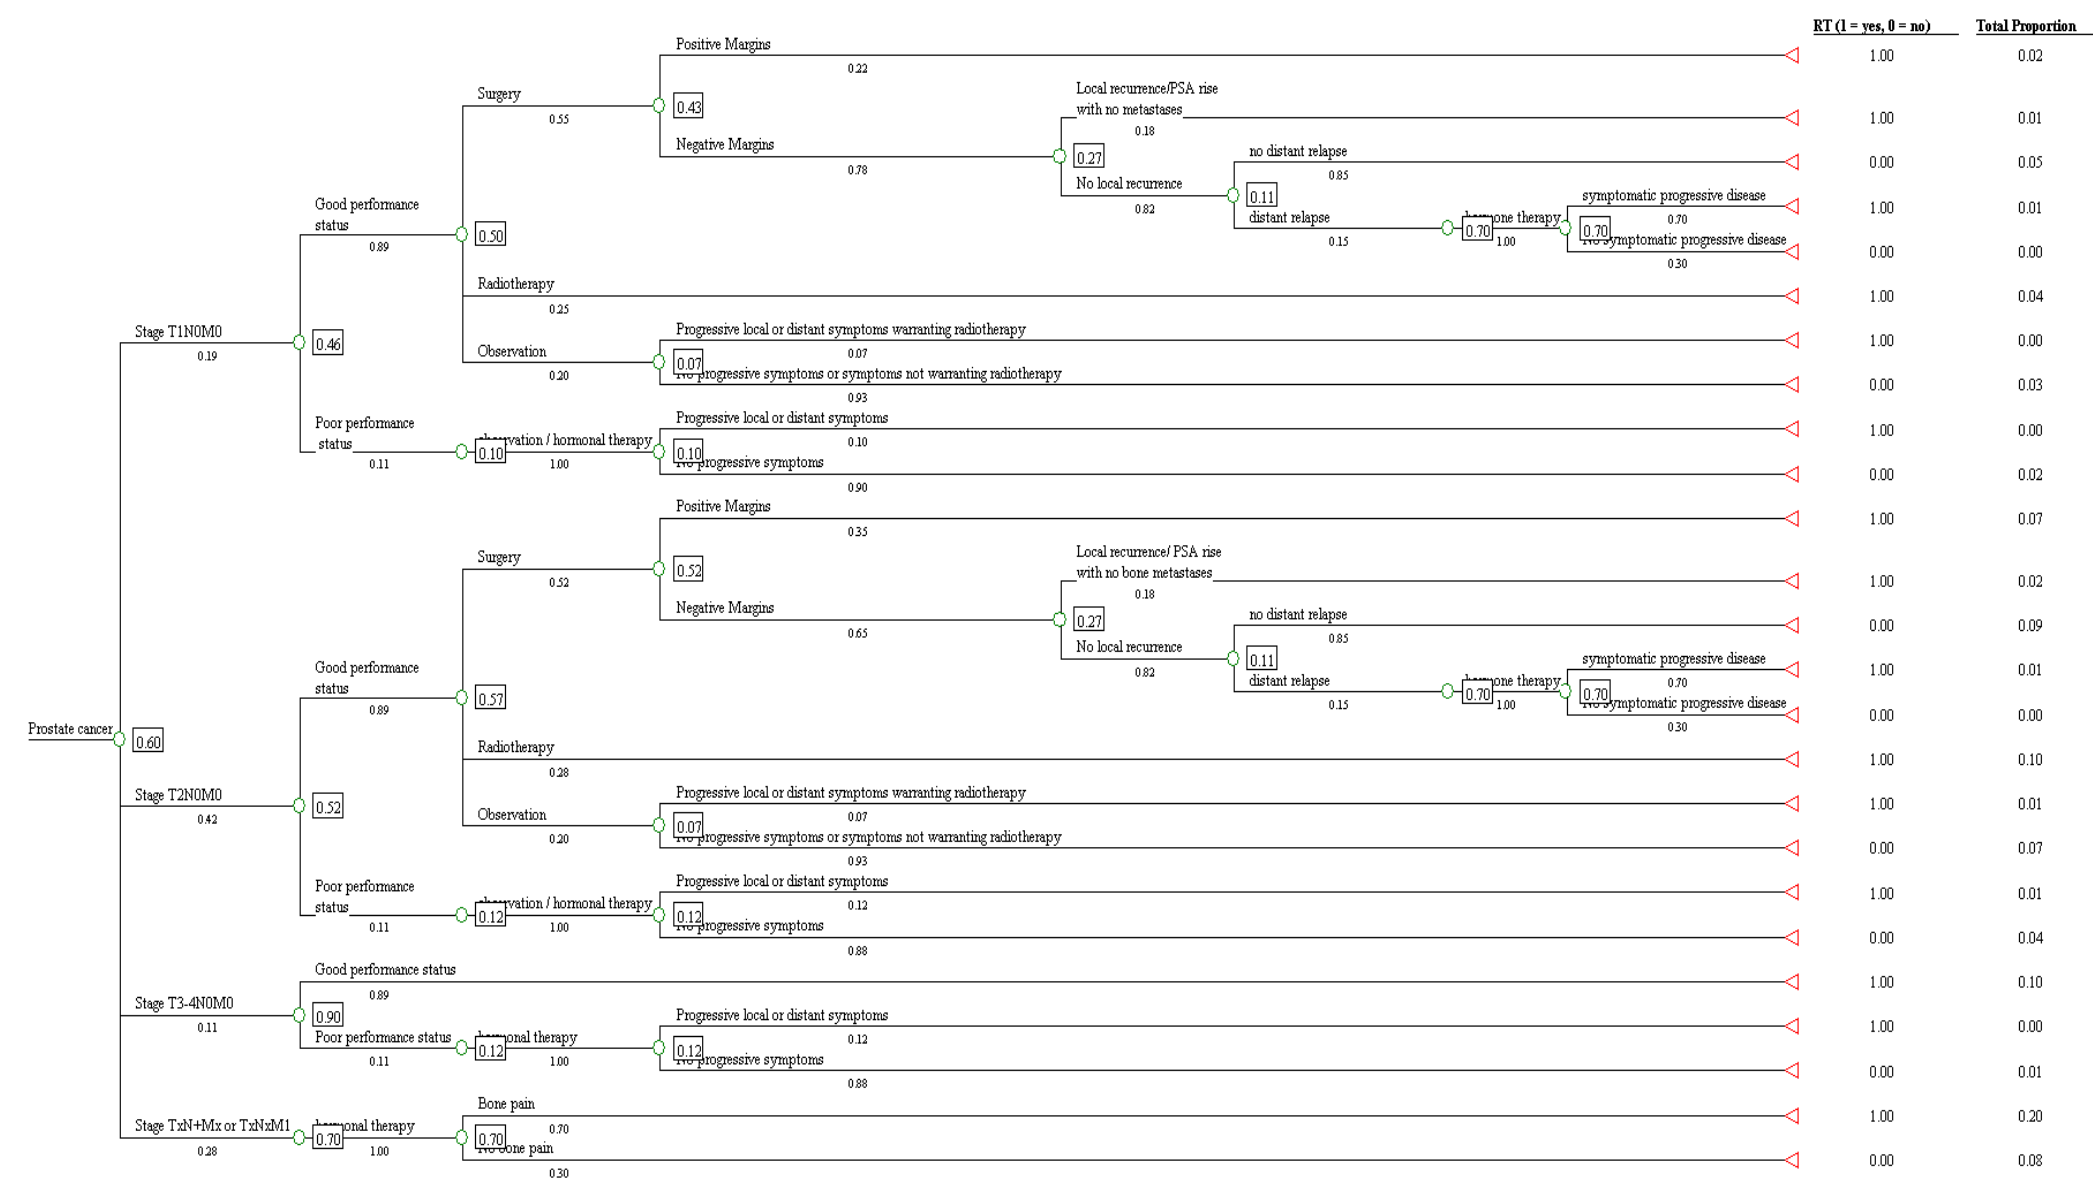 RT (1 = yes, 0 = no) Total Proportion
Positive Margins
1.00 0.02
0.22
Local recurrence/PSA rise
Surgery
0.43
with no metastases
0.55
1.00 0.01
0.18
Negative Margins
no distant relapse
0.27
0.78
0.00 0.05
0.85
No local recurrence
symptomatic progressive disease
0.11
Good performance
0.82
1.00 0.01
distant relapse
0.70
status
0.50
0.70
0.70
0.15
1.00
symptomatic progressive disease
0.89
0.00 0.00
0.30
Radiotherapy
1.00 0.04
0.25
Stage T1N0M0
Progressive local or distant symptoms warranting radiotherapy
0.46
1.00 0.00
0.19
Observation
0.07
0.07
0.20
progressive symptoms or symptoms not warranting radiotherapy
0.00 0.03
0.93
Poor performance
Progressive local or distant symptoms
1.00 0.00
status
/ hormonal therapy
0.10
0.10
0.10
0.11
1.00
progressive symptoms
0.00 0.02
0.90
Positive Margins
1.00 0.07
0.35
Local recurrence/ PSA rise
Surgery
0.52
with no bone metastases
0.52
1.00 0.02
0.18
Negative Margins
no distant relapse
0.27
0.65
0.00 0.09
0.85
No local recurrence
symptomatic progressive disease
0.11
Good performance
0.82
1.00 0.01
distant relapse
0.70
status
0.57
0.70
0.70
0.15
1.00
symptomatic progressive disease
0.89
0.00 0.00
0.30
Prostate cancer
0.60
Radiotherapy
1.00 0.10
0.28
Stage T2N0M0
Progressive local or distant symptoms warranting radiotherapy
0.52
1.00 0.01
0.42
Observation
0.07
0.07
0.20
progressive symptoms or symptoms not warranting radiotherapy
0.00 0.07
0.93
Poor performance
Progressive local or distant symptoms
1.00 0.01
status
/ hormonal therapy
0.12
0.12
0.12
0.11
1.00
progressive symptoms
0.00 0.04
0.88
Good performance status
1.00 0.10
0.89
Stage T3-4N0M0
0.90
Progressive local or distant symptoms
0.11
1.00 0.00
Poor performance status
therapy
0.12
0.12
0.12
0.11
1.00
progressive symptoms
0.00 0.01
0.88
Bone pain
1.00 0.20
Stage TxN+Mx or TxNxM1
therapy
0.70
0.70
0.70
0.28
1.00
pain
0.00 0.08
0.30